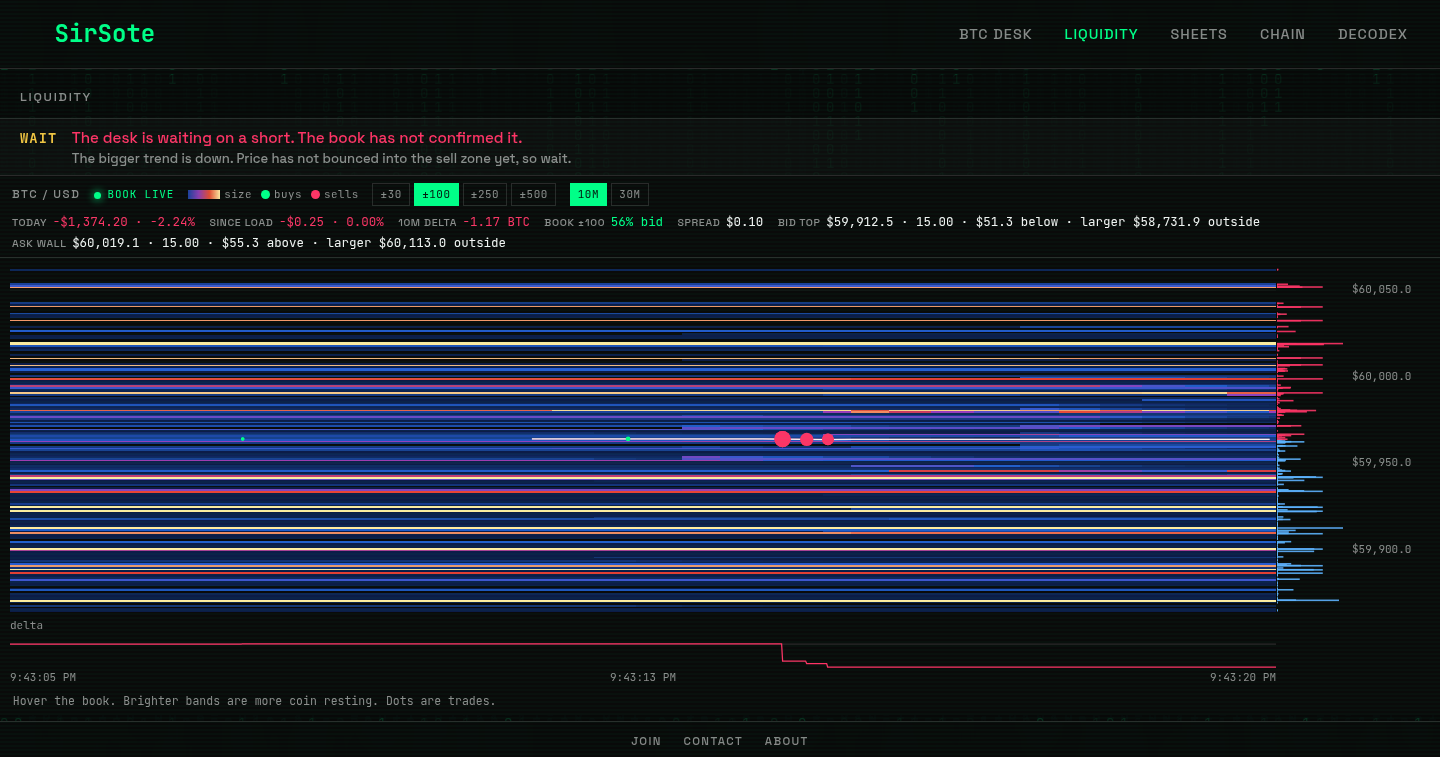 SirSote
BTC DESK LIQUIDITY SHEETS CHAIN DECODEX
LIQUIDITY
WAIT The desk is waiting on a short. The book has not confirmed it.
The bigger trend is down. Price has not bounced into the sell zone yet, so wait.
BTC / USD BOOK LIVE size buys sells ±30 ±100 ±250 ±500 10M 30M
TODAY -$1,374.20 · -2.24% SINCE LOAD -$0.25 · 0.00% 10M DELTA -1.17 BTC BOOK ±100 56% bid SPREAD $0.10 BID TOP $59,912.5 · 15.00 · $51.3 below · larger $58,731.9 outside
ASK WALL $60,019.1 · 15.00 · $55.3 above · larger $60,113.0 outside
$60,050.0
$60,000.0
$59,950.0
$59,900.0
delta
9:43:05 PM 9:43:13 PM 9:43:20 PM
Hover the book. Brighter bands are more coin resting. Dots are trades.
JOIN CONTACT ABOUT